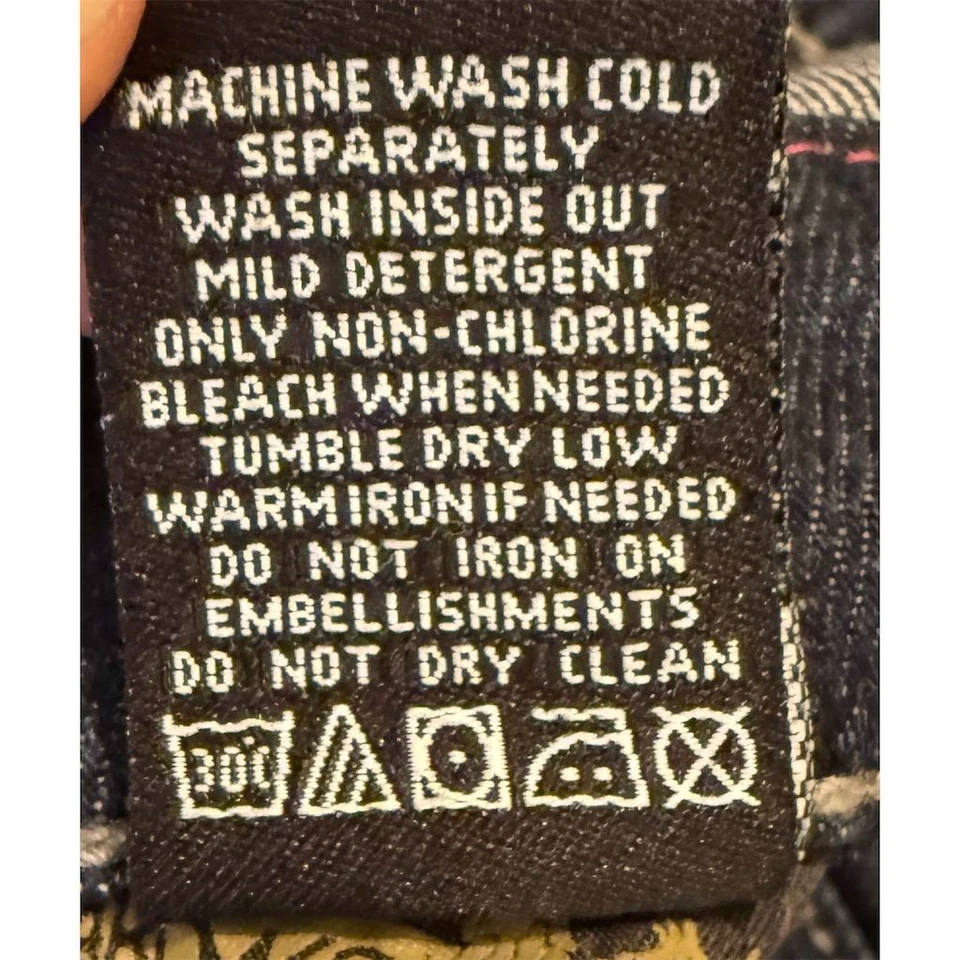 MACHINE WASH COLD
SEPARATELY
WASH INSIDE OUT
MILD DETERGENT
ONLY NON-CHLORINE
BLEACH WHEN NEEDED
TUMBLE DRY LOW
WARM IRON IF NEEDED
DO NOT IRON ON
EMBELLISHMENTS
DO NOT DRY CLEAN
30°C